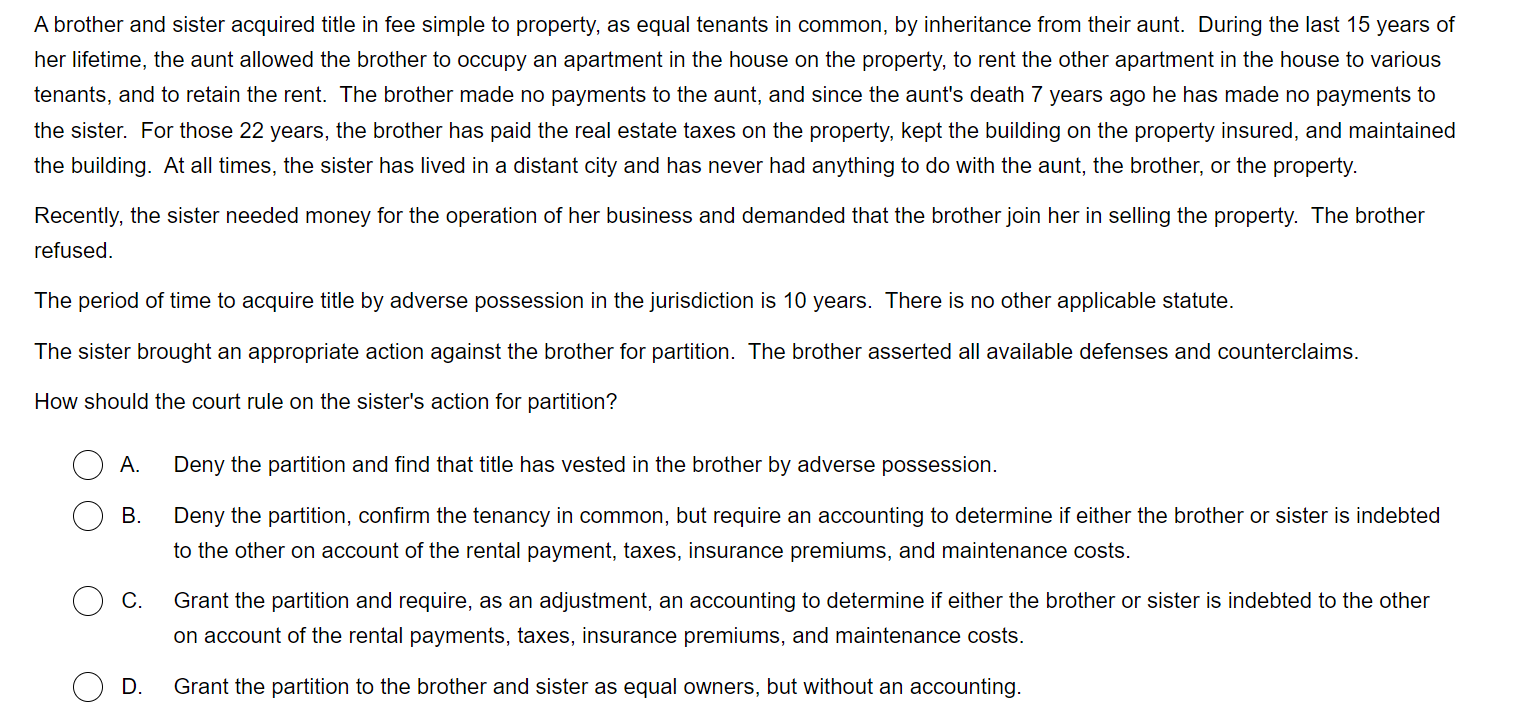 A brother and sister acquired title in fee simple to property, as equal tenants in common, by inheritance from their aunt.  During the last 15 years of
her lifetime, the aunt allowed the brother to occupy an apartment in the house on the property, to rent the other apartment in the house to various
tenants, and to retain the rent.  The brother made no payments to the aunt, and since the aunt's death 7 years ago he has made no payments to
the sister.  For those 22 years, the brother has paid the real estate taxes on the property, kept the building on the property insured, and maintained
the building.  At all times, the sister has lived in a distant city and has never had anything to do with the aunt, the brother, or the property.
Recently, the sister needed money for the operation of her business and demanded that the brother join her in selling the property.  The brother
refused.
The period of time to acquire title by adverse possession in the jurisdiction is 10 years.  There is no other applicable statute.
The sister brought an appropriate action against the brother for partition.  The brother asserted all available defenses and counterclaims.
How should the court rule on the sister's action for partition?
A. Deny the partition and find that title has vested in the brother by adverse possession.
B. Deny the partition, confirm the tenancy in common, but require an accounting to determine if either the brother or sister is indebted
to the other on account of the rental payment, taxes, insurance premiums, and maintenance costs.
C. Grant the partition and require, as an adjustment, an accounting to determine if either the brother or sister is indebted to the other
on account of the rental payments, taxes, insurance premiums, and maintenance costs.
D. Grant the partition to the brother and sister as equal owners, but without an accounting.